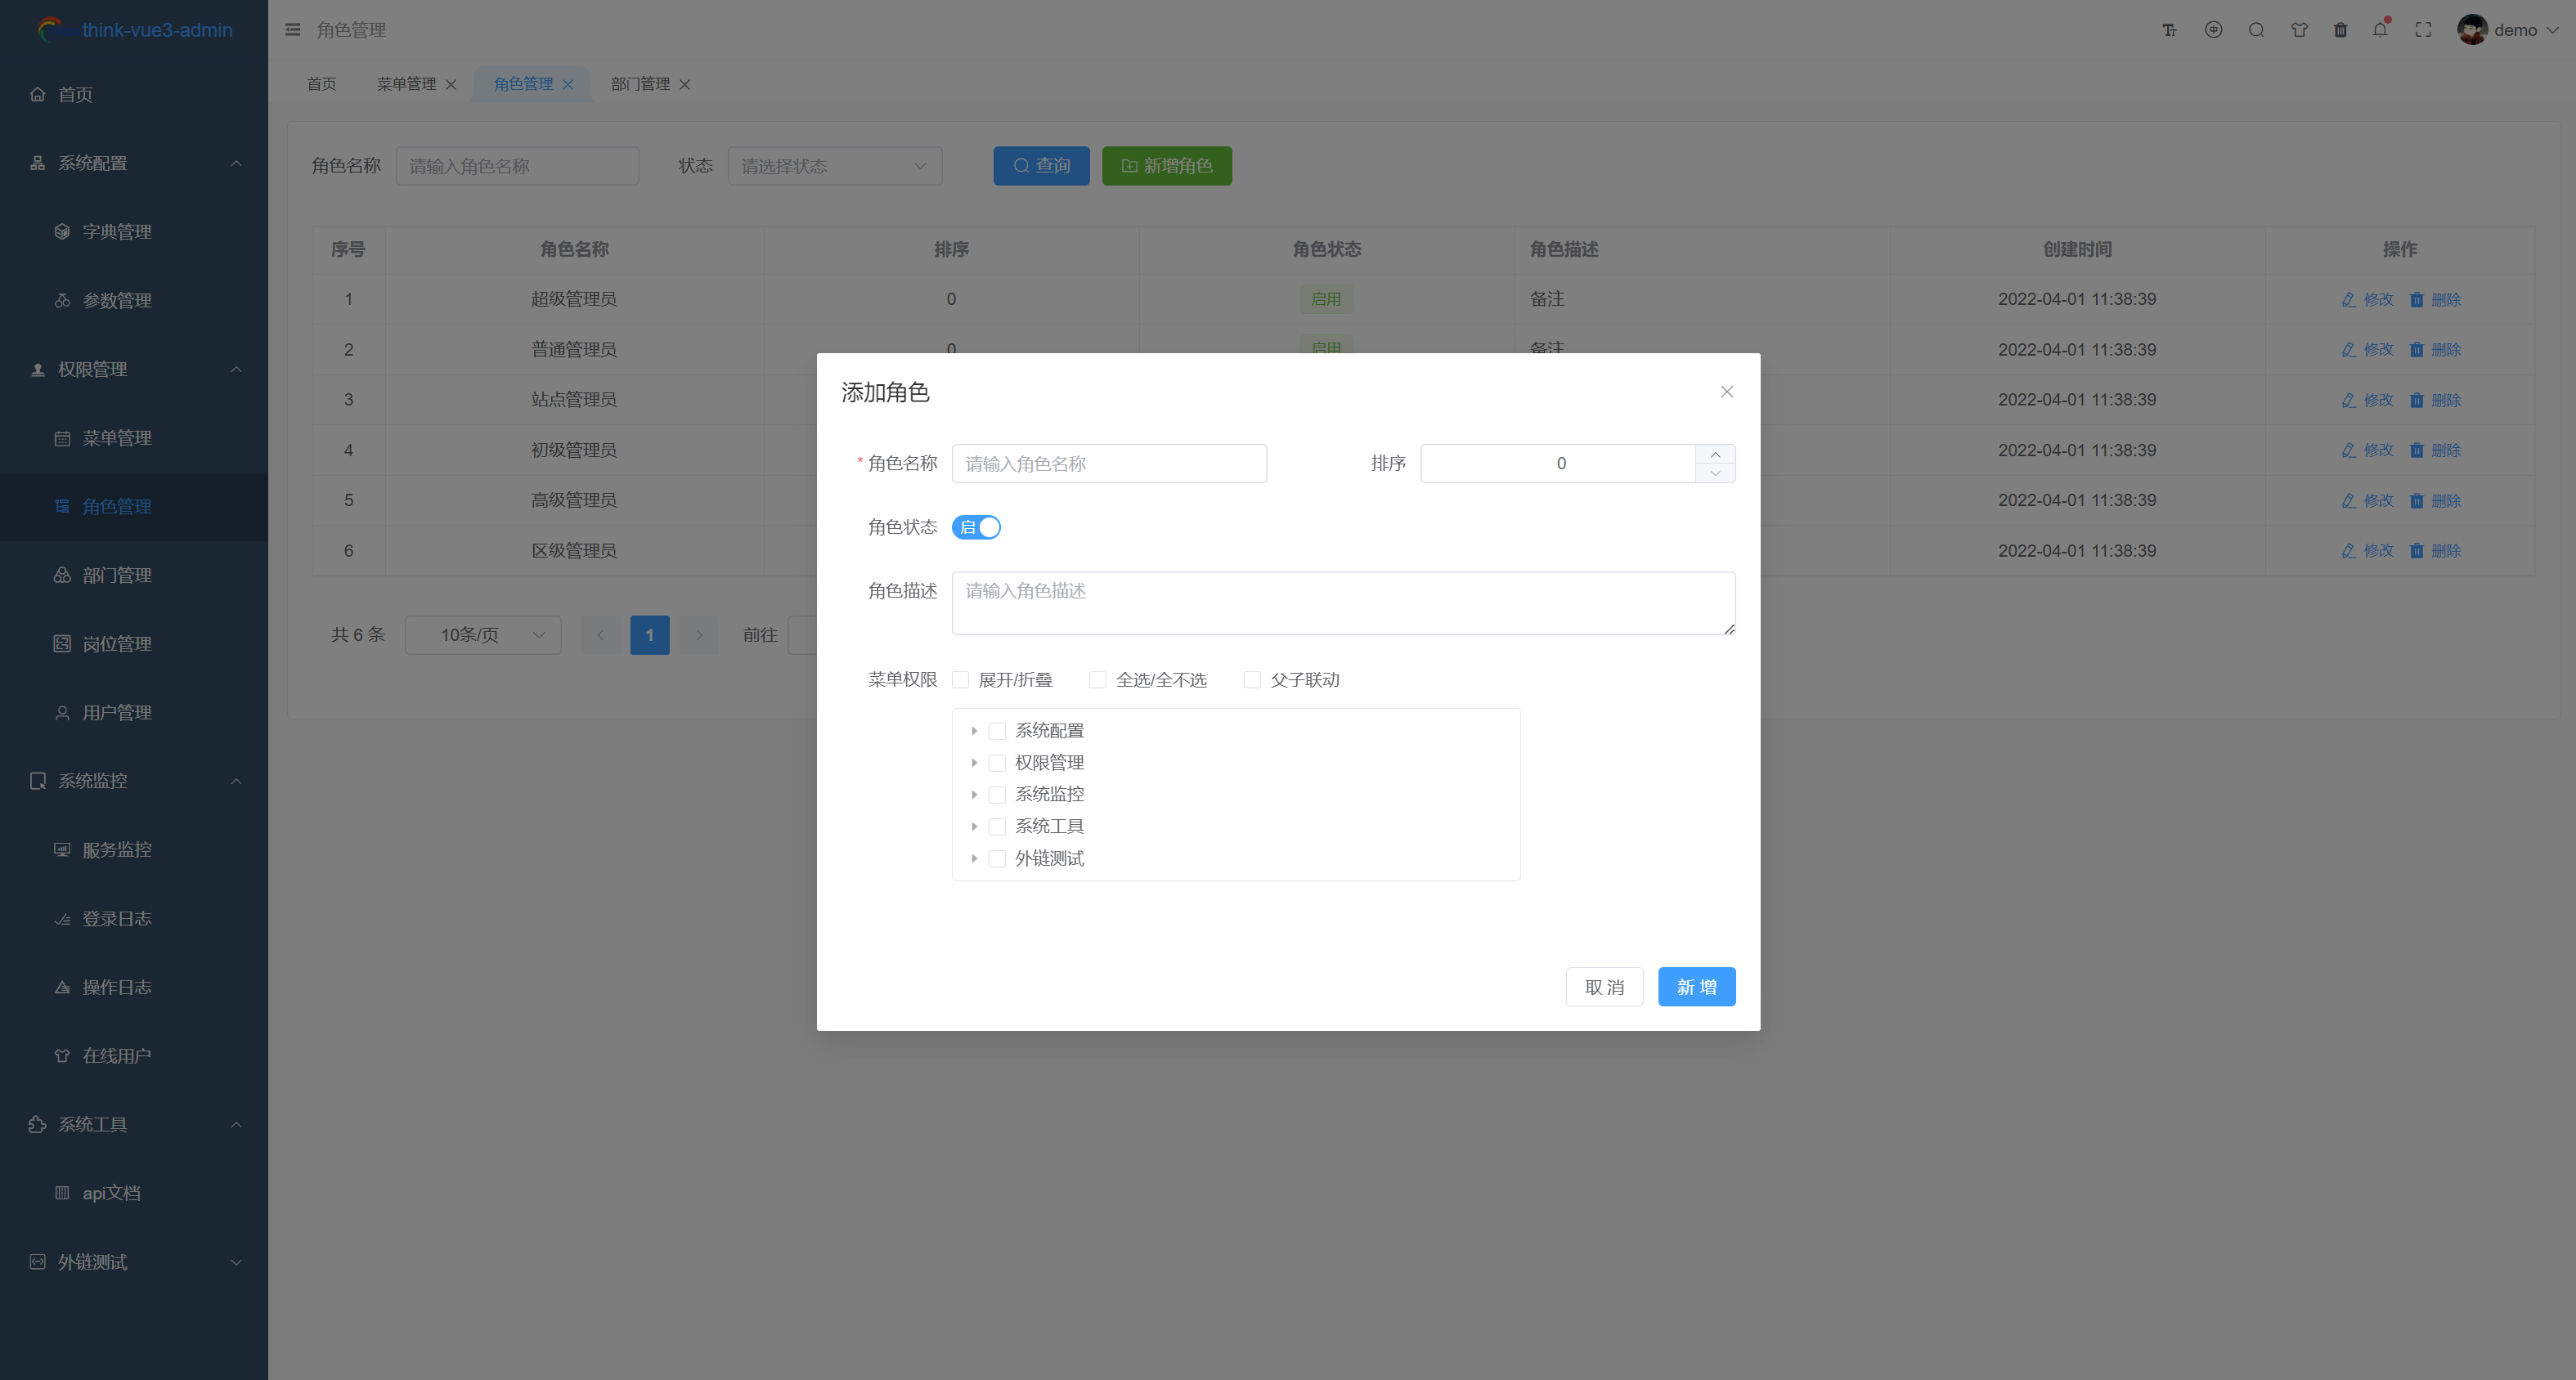 think-vue3-admin
首页
系统配置
字典管理
参数管理
权限管理
菜单管理
角色管理
部门管理
岗位管理
用户管理
系统监控
服务监控
登录日志
操作日志
在线用户
系统工具
api文档
外链测试
角色管理
demo
首页 菜单管理 角色管理 部门管理
角色名称 请输入角色名称 状态 请选择状态 查询 新增角色
序号 角色名称 排序 角色状态 角色描述 创建时间 操作
1 超级管理员 0 启用 备注 2022-04-01 11:38:39 修改 删除
2 普通管理员 0 启用 备注 2022-04-01 11:38:39 修改 删除
3 站点管理员 2022-04-01 11:38:39 修改 删除
4 初级管理员 2022-04-01 11:38:39 修改 删除
5 高级管理员 2022-04-01 11:38:39 修改 删除
6 区级管理员 2022-04-01 11:38:39 修改 删除
共 6 条 10条/页 1 前往
添加角色
* 角色名称 请输入角色名称 排序 0
角色状态 启
角色描述 请输入角色描述
菜单权限 展开/折叠 全选/全不选 父子联动
系统配置
权限管理
系统监控
系统工具
外链测试
取 消 新 增